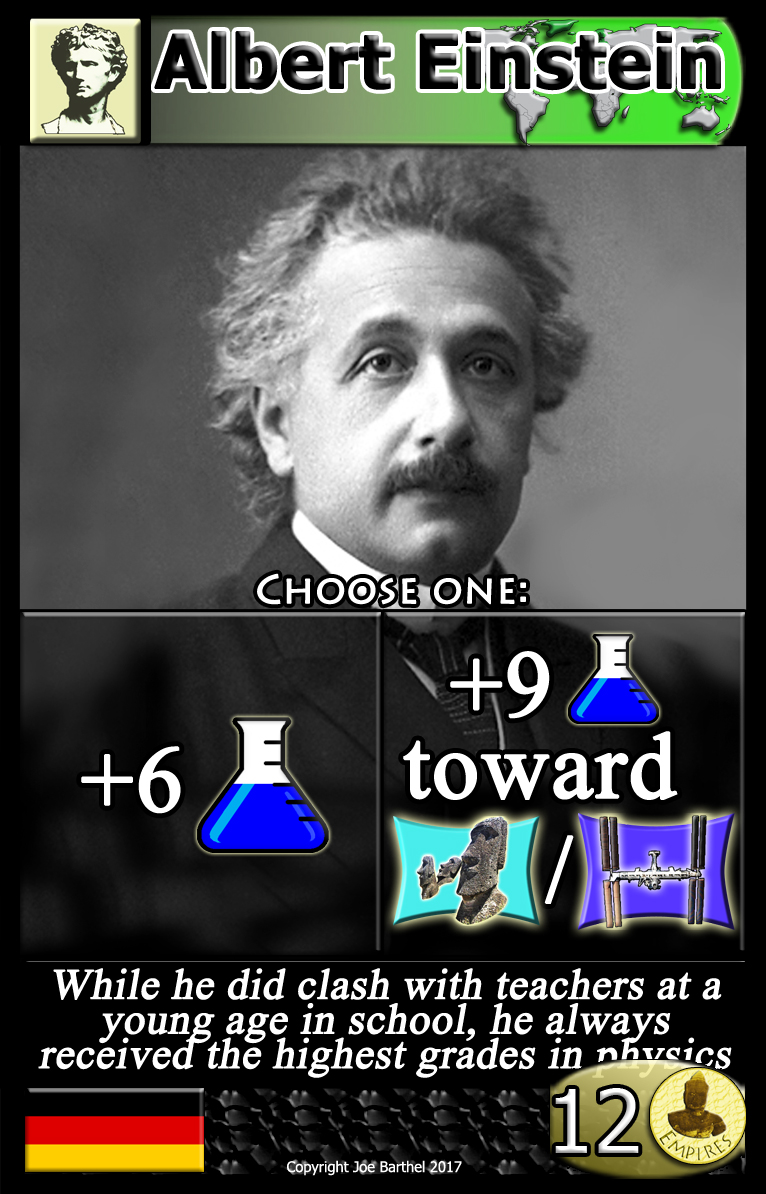 Albert Einstein
CHOOSE ONE:
+6
+9
toward
/
While he did clash with teachers at a
young age in school, he always
received the highest grades in physics
12
EMPIRES
Copyright Joe Barthel 2017